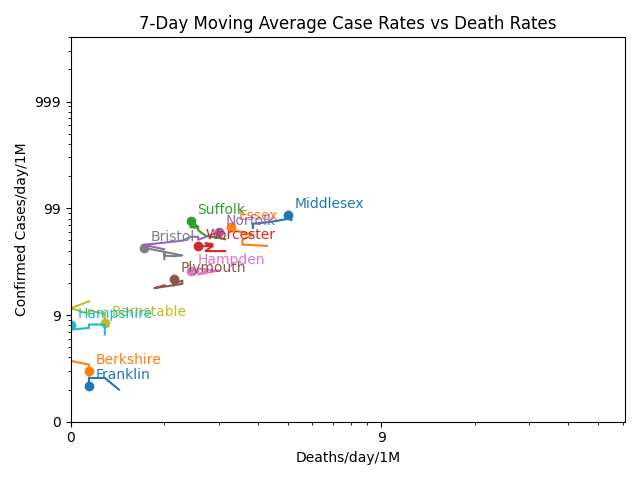 7-Day Moving Average Case Rates vs Death Rates
Confirmed Cases/day/1M
999
99
9
0
Middlesex
Suffolk
Essex
Norfolk
Bristol
Worcester
Hampden
Plymouth
Hampshire
Barnstable
Berkshire
Franklin
0
9
Deaths/day/1M